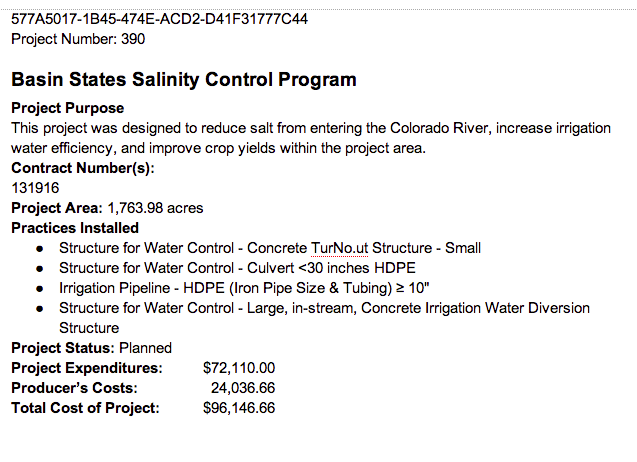 577A5017-1B45-474E-ACD2-D41F31777C44
Project Number: 390
Basin States Salinity Control Program
Project Purpose
This project was designed to reduce salt from entering the Colorado River, increase irrigation
water efficiency, and improve crop yields within the project area.
Contract Number(s):
131916
Project Area: 1,763.98 acres
Practices Installed
● Structure for Water Control - Concrete TurNo.ut Structure - Small
● Structure for Water Control - Culvert <30 inches HDPE
● Irrigation Pipeline - HDPE (Iron Pipe Size & Tubing) ≥ 10"
● Structure for Water Control - Large, in-stream, Concrete Irrigation Water Diversion
Structure
Project Status: Planned
Project Expenditures: $72,110.00
Producer's Costs: 24,036.66
Total Cost of Project: $96,146.66